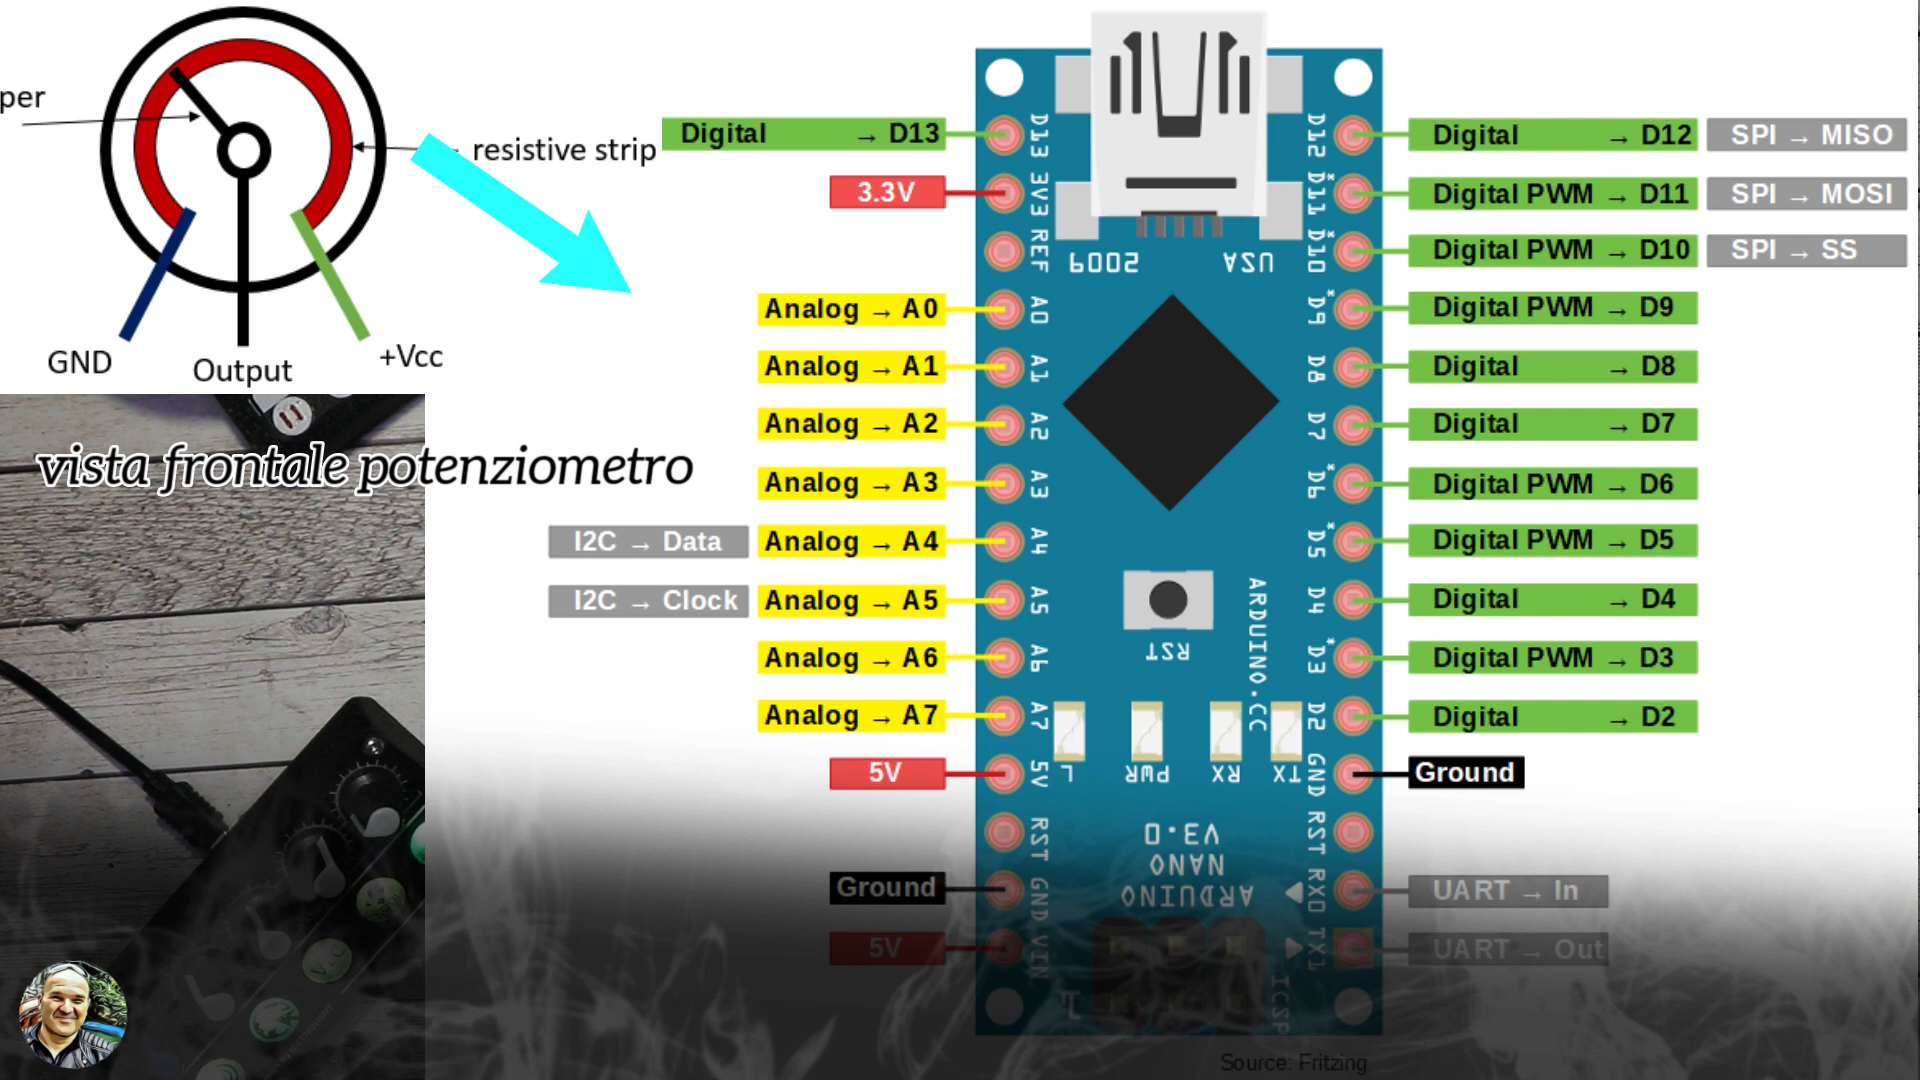 per
resistive strip
GND
Output
+Vcc
vista frontale potenziometro
Digital → D13
3.3V
Analog → A0
Analog → A1
Analog → A2
Analog → A3
I2C → Data Analog → A4
I2C → Clock Analog → A5
Analog → A6
Analog → A7
5V
Ground
5V
D13
3V3
REF
A0
A1
A2
A3
A4
A5
A6
A7
5V
RST
GND
VIN
2009
USA
RST
ARDUINO.CC
L
PWR
RX
TX
ARDUINO
NANO
V3.0
ICSP
1
D12
D11*
D10*
D9*
D8
D7
D6*
D5*
D4
D3*
D2
GND
RST
RX0
TX1
Digital → D12 SPI → MISO
Digital PWM → D11 SPI → MOSI
Digital PWM → D10 SPI → SS
Digital PWM → D9
Digital → D8
Digital → D7
Digital PWM → D6
Digital PWM → D5
Digital → D4
Digital PWM → D3
Digital → D2
Ground
UART → In
UART → Out
Source: Fritzing